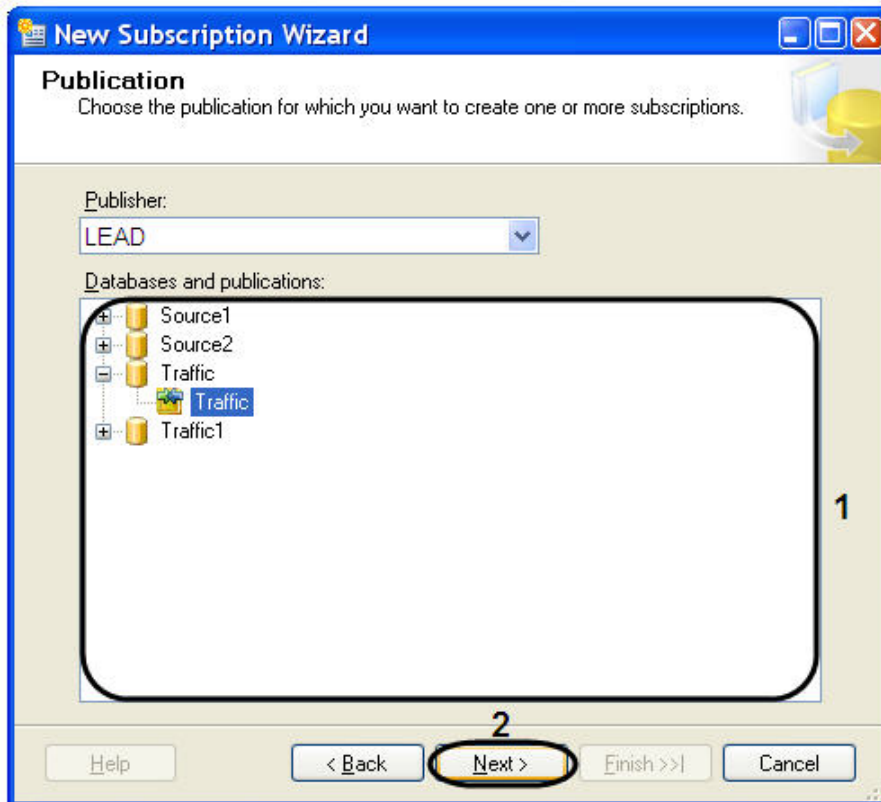 New Subscription Wizard
Publication
Choose the publication for which you want to create one or more subscriptions.
Publisher:
LEAD
Databases and publications:
Source1
Source2
Traffic
Traffic
Traffic1
1
2
Help
< Back
Next >
Finish >>|
Cancel